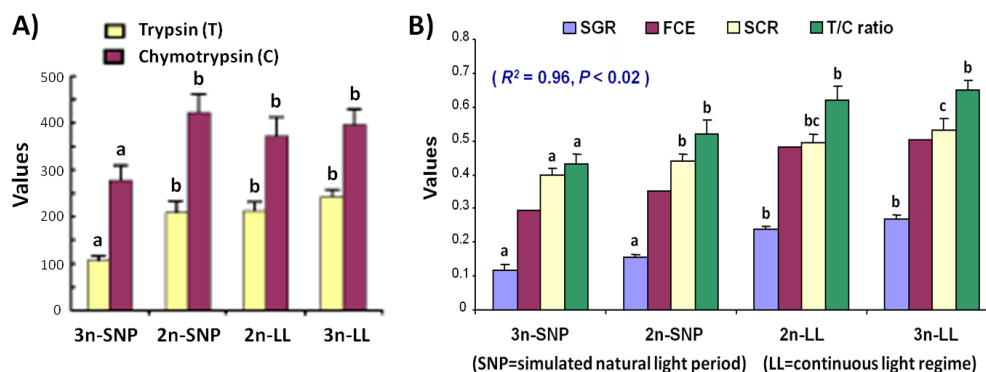 A)
Trypsin (T)
Chymotrypsin (C)
Values
500
400
300
200
100
0
a
a
b
b
b
b
b
b
3n-SNP 2n-SNP 2n-LL 3n-LL
B)
SGR FCE SCR T/C ratio
( R² = 0.96, P < 0.02 )
Values
0.8
0.7
0.6
0.5
0.4
0.3
0.2
0.1
0
a
a
a
a
b
b
b
bc
b
b
c
b
3n-SNP 2n-SNP 2n-LL 3n-LL
(SNP=simulated natural light period) (LL=continuous light regime)